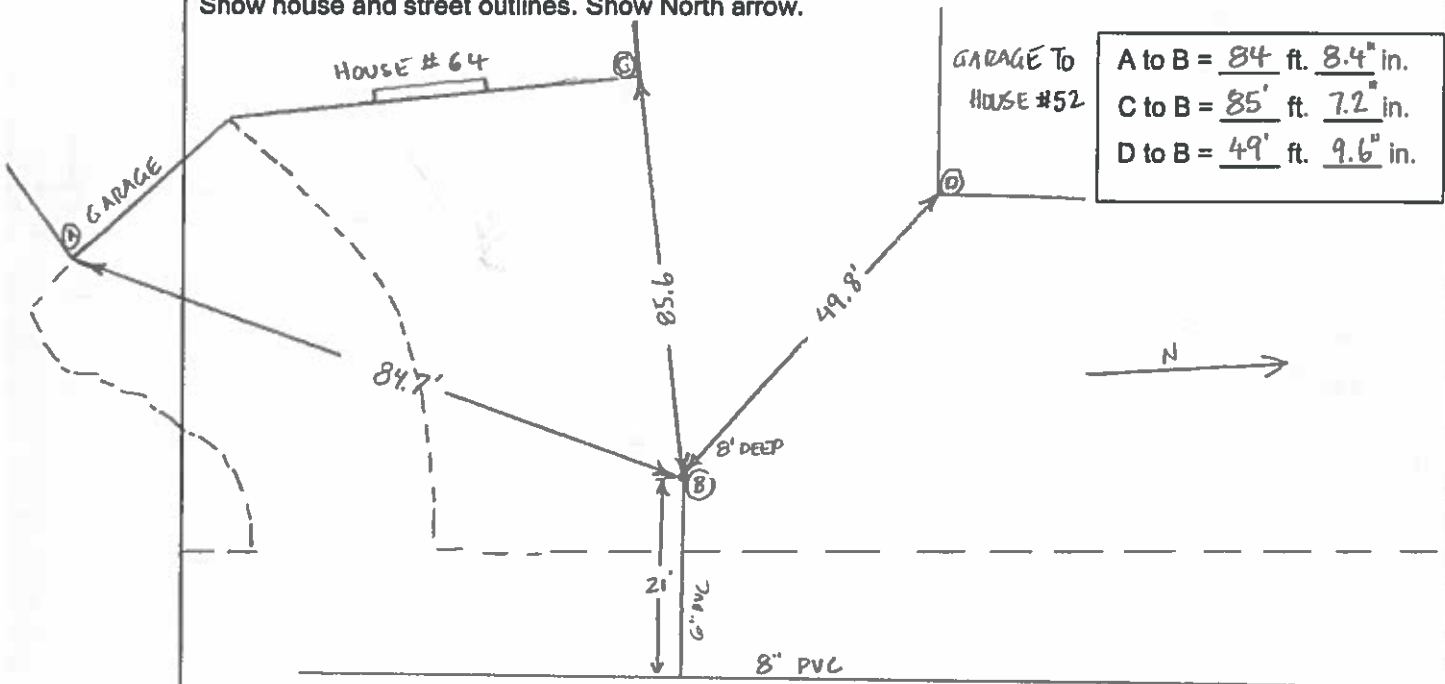 Show house and street outlines. Show North arrow.
HOUSE # 64
C
GARAGE TO
HOUSE #52
A to B = 84 ft. 8.4" in.
C to B = 85' ft. 7.2" in.
D to B = 49' ft. 9.6" in.
GARAGE
A
D
85.6
49.8'
N
84.7'
8' DEEP
B
21'
6" PVC
8" PVC